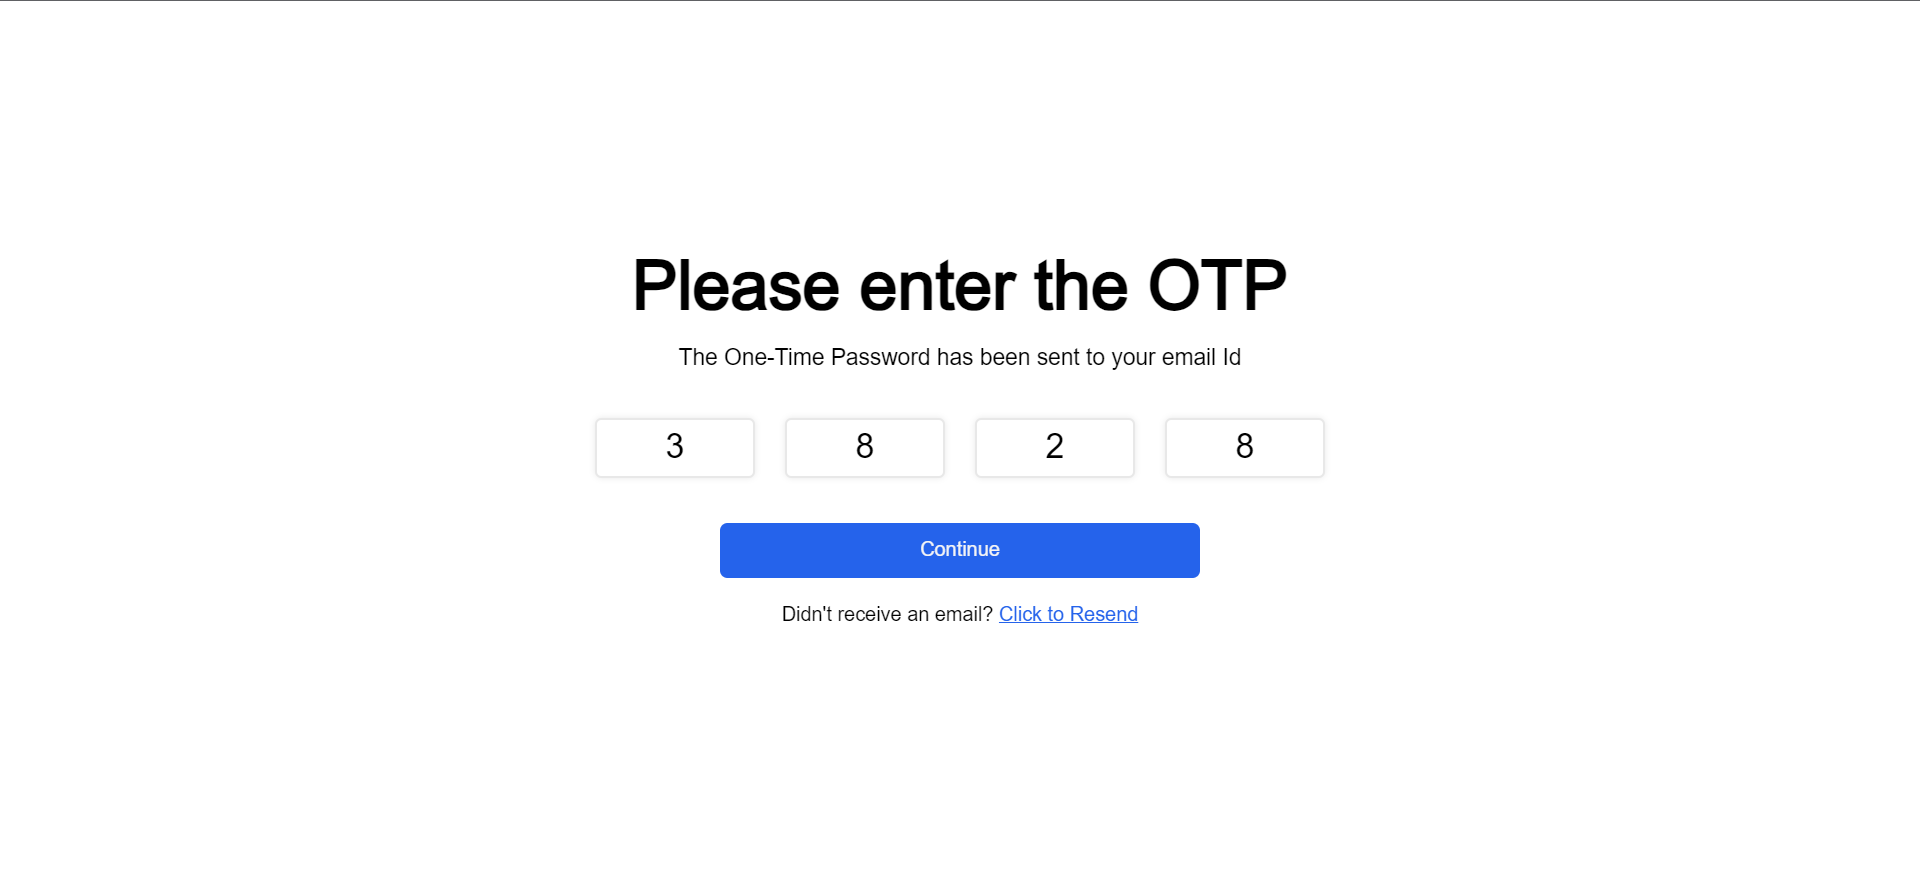 Please enter the OTP
The One-Time Password has been sent to your email Id
3 8 2 8
Continue
Didn't receive an email? Click to Resend